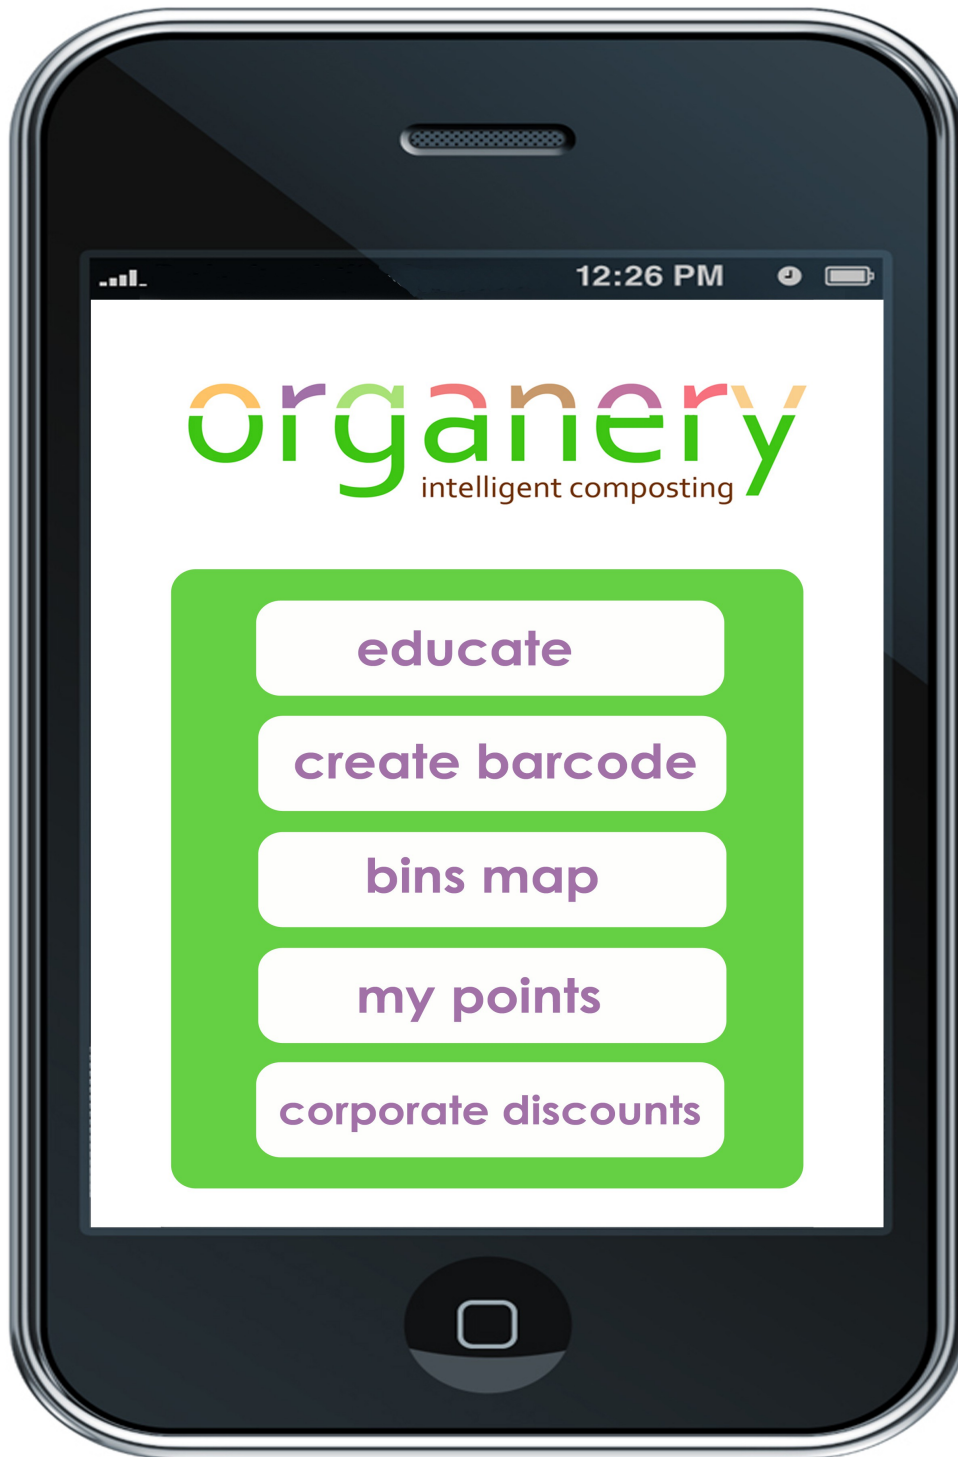 12:26 PM
organery
intelligent composting
educate
create barcode
bins map
my points
corporate discounts